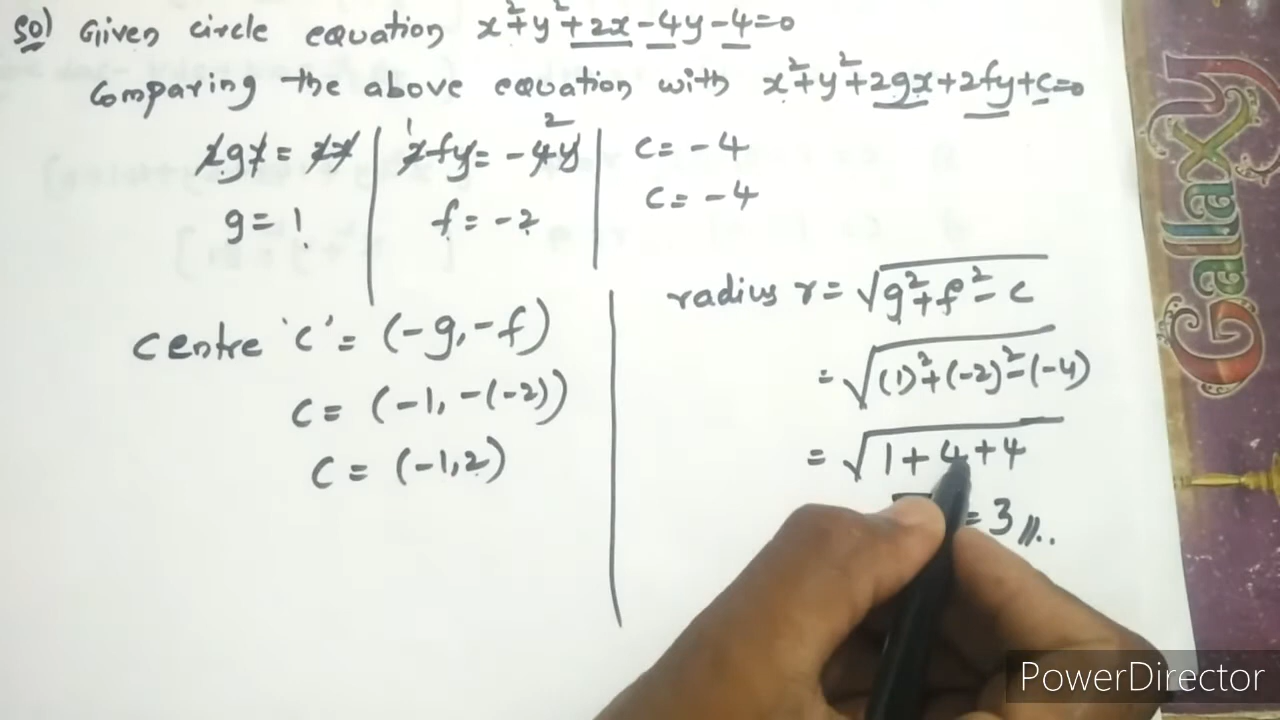 Sol) Given circle equation x²+y²+2x-4y-4=0
Comparing the above equation with x²+y²+2gx+2fy+c=0
2gx = 2x | 2fy = -4y | c = -4
g = 1 | f = -2 | c = -4
Centre 'c' = (-g, -f)
C = (-1, -(-2))
C = (-1, 2)
radius r = √g²+f²-c
= √(1)²+(-2)²-(-4)
= √1+4+4
= 3 //..
GallaxY
PowerDirector